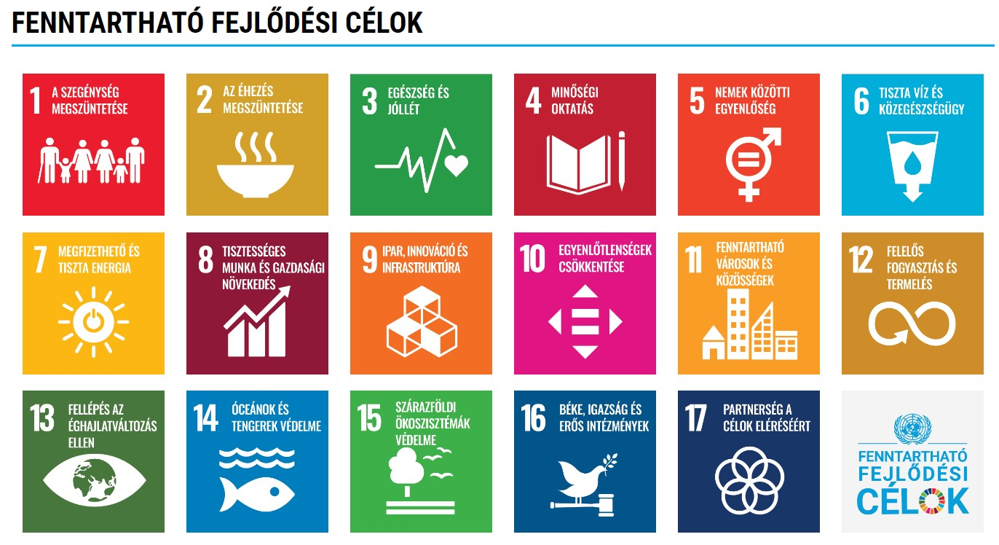 FENNTARTHATÓ FEJLŐDÉSI CÉLOK
1 A SZEGÉNYSÉG
MEGSZÜNTETÉSE
2 AZ ÉHEZÉS
MEGSZÜNTETÉSE
3 EGÉSZSÉG ÉS
JÓLLÉT
4 MINŐSÉGI
OKTATÁS
5 NEMEK KÖZÖTTI
EGYENLŐSÉG
6 TISZTA VÍZ ÉS
KÖZEGÉSZSÉGÜGY
7 MEGFIZETHETŐ ÉS
TISZTA ENERGIA
8 TISZTESSÉGES
MUNKA ÉS GAZDASÁGI
NÖVEKEDÉS
9 IPAR, INNOVÁCIÓ ÉS
INFRASTRUKTÚRA
10 EGYENLŐTLENSÉGEK
CSÖKKENTÉSE
11 FENNTARTHATÓ
VÁROSOK ÉS
KÖZÖSSÉGEK
12 FELELŐS
FOGYASZTÁS ÉS
TERMELÉS
13 FELLÉPÉS AZ
ÉGHAJLATVÁLTOZÁS
ELLEN
14 ÓCEÁNOK ÉS
TENGEREK VÉDELME
15 SZÁRAZFÖLDI
ÖKOSZISZTÉMÁK
VÉDELME
16 BÉKE, IGAZSÁG ÉS
ERŐS INTÉZMÉNYEK
17 PARTNERSÉG A
CÉLOK ELÉRÉSÉÉRT
FENNTARTHATÓ
FEJLŐDÉSI
CÉLOK